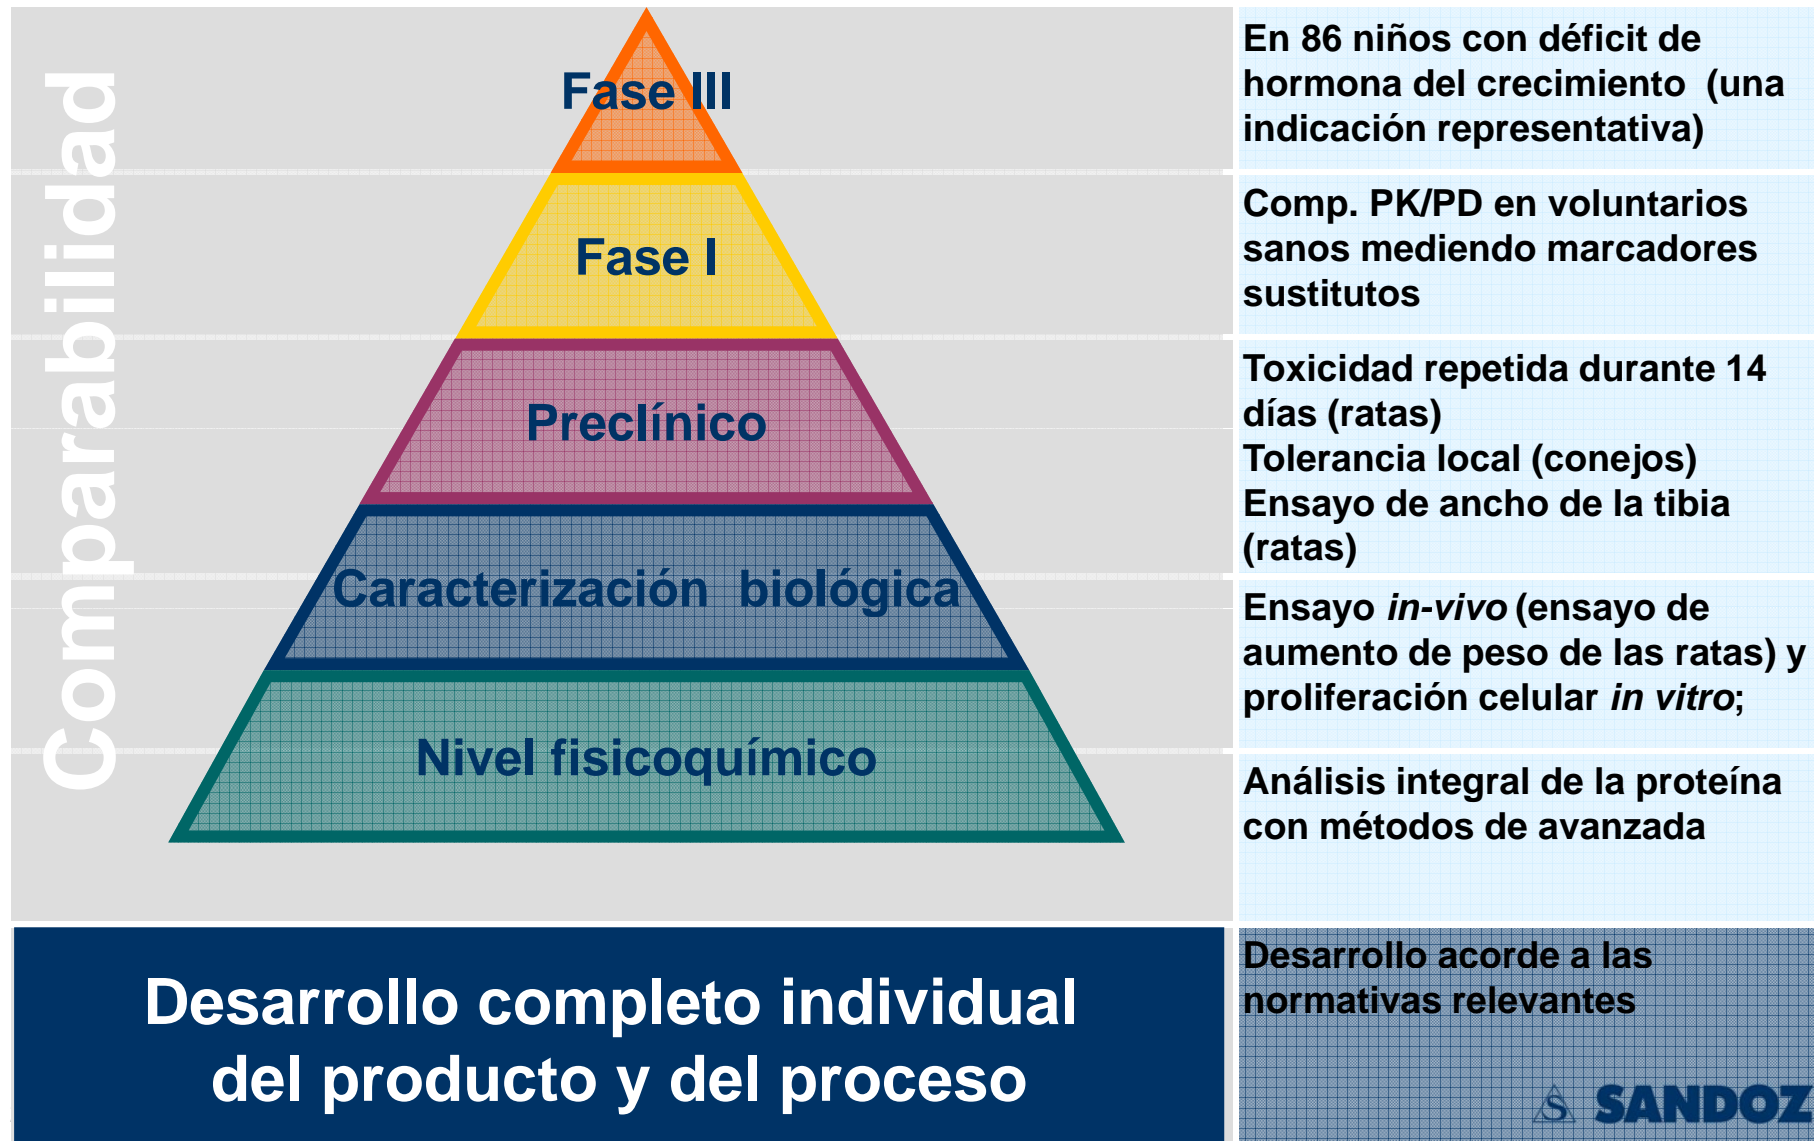 Comparabilidad
Fase III
En 86 niños con déficit de
hormona del crecimiento (una
indicación representativa)
Fase I
Comp. PK/PD en voluntarios
sanos mediendo marcadores
sustitutos
Preclínico
Toxicidad repetida durante 14
días (ratas)
Tolerancia local (conejos)
Ensayo de ancho de la tibia
(ratas)
Caracterización biológica
Ensayo in-vivo (ensayo de
aumento de peso de las ratas) y
proliferación celular in vitro;
Nivel fisicoquímico
Análisis integral de la proteína
con métodos de avanzada
Desarrollo completo individual
del producto y del proceso
Desarrollo acorde a las
normativas relevantes
S SANDOZ